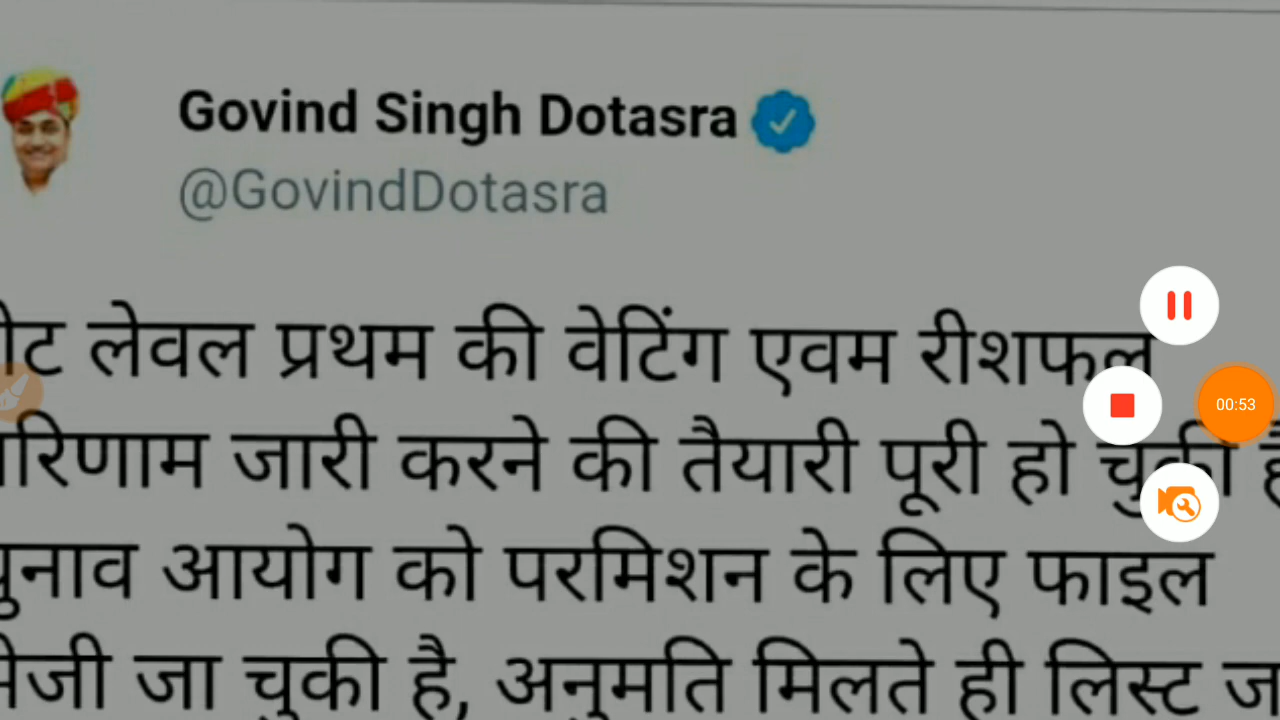 Govind Singh Dotasra
@GovindDotasra
लेवल प्रथम की वेटिंग एवम रीशफल
जारी करने की तैयारी पूरी हो चुकी
00:53
आयोग को परमिशन के लिए फाइल
जा चुकी है, अनुमति मिलते ही लिस्ट